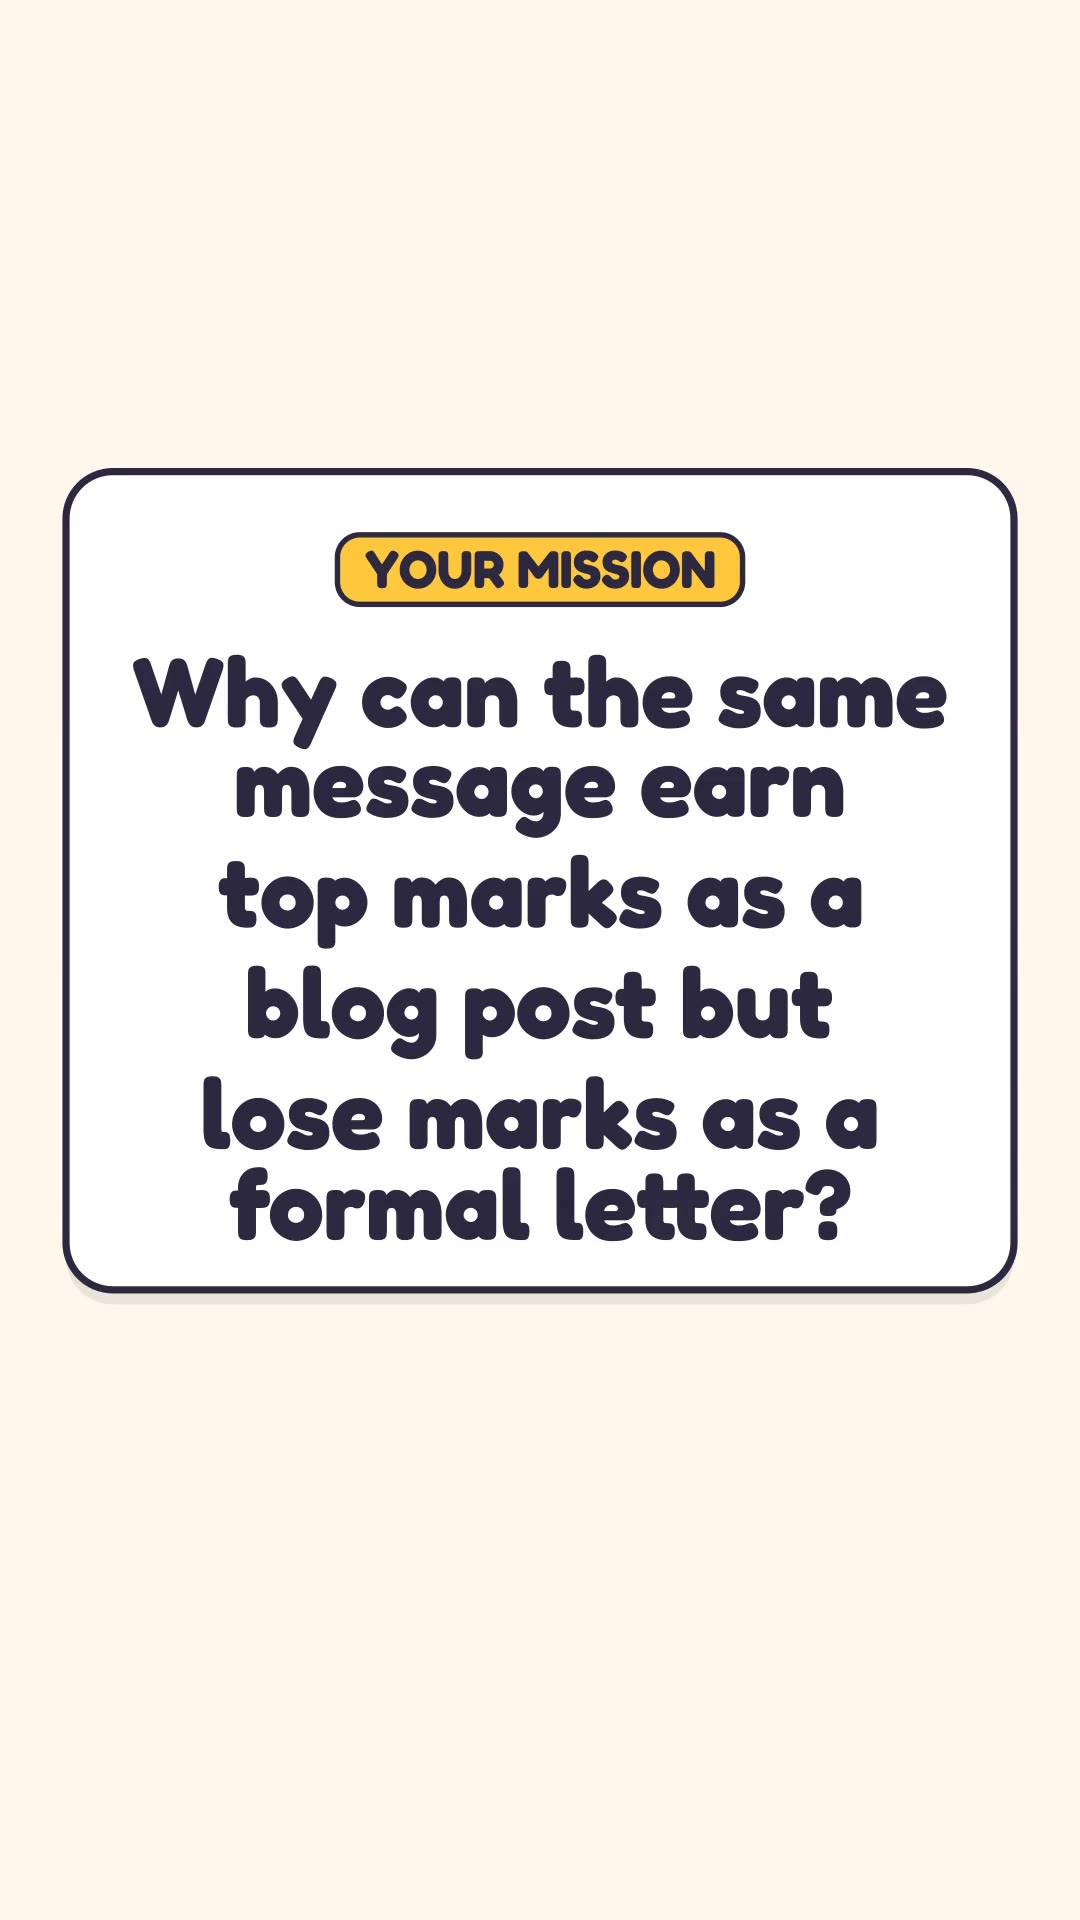 YOUR MISSION
Why can the same
message earn
top marks as a
blog post but
lose marks as a
formal letter?